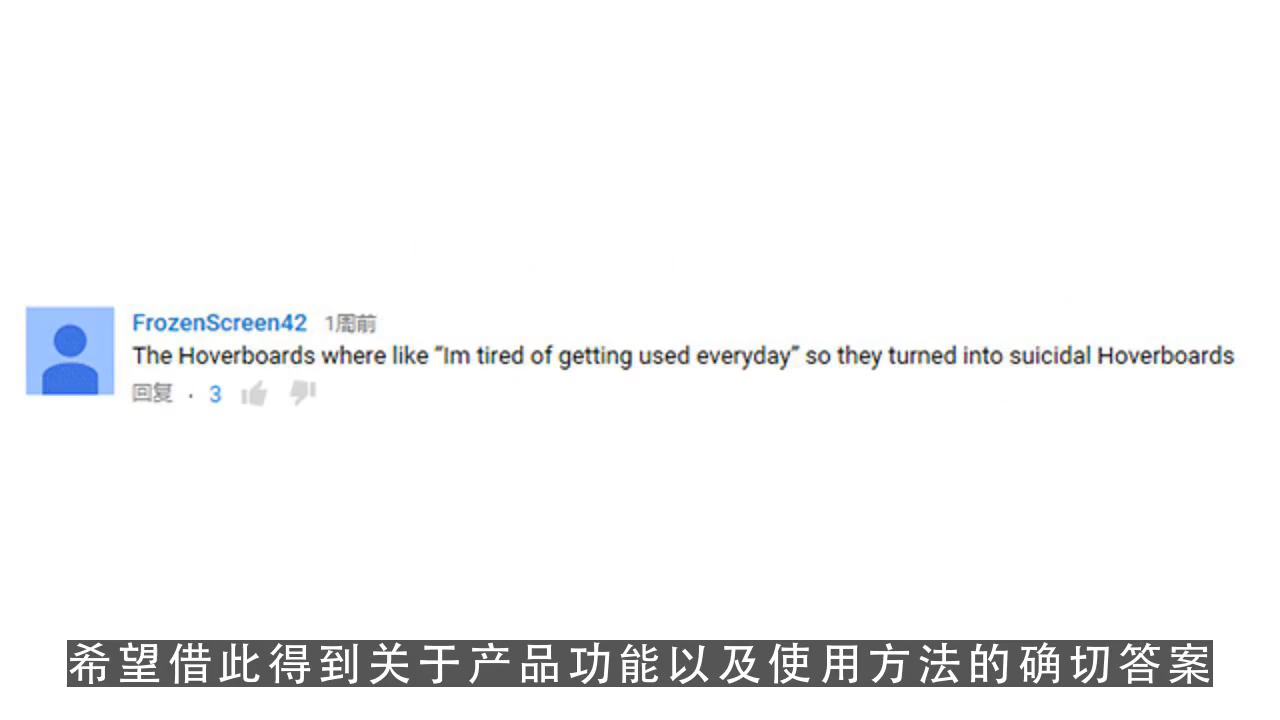 FrozenScreen42 1周前
The Hoverboards where like “Im tired of getting used everyday” so they turned into suicidal Hoverboards
回复 · 3
希望借此得到关于产品功能以及使用方法的确切答案